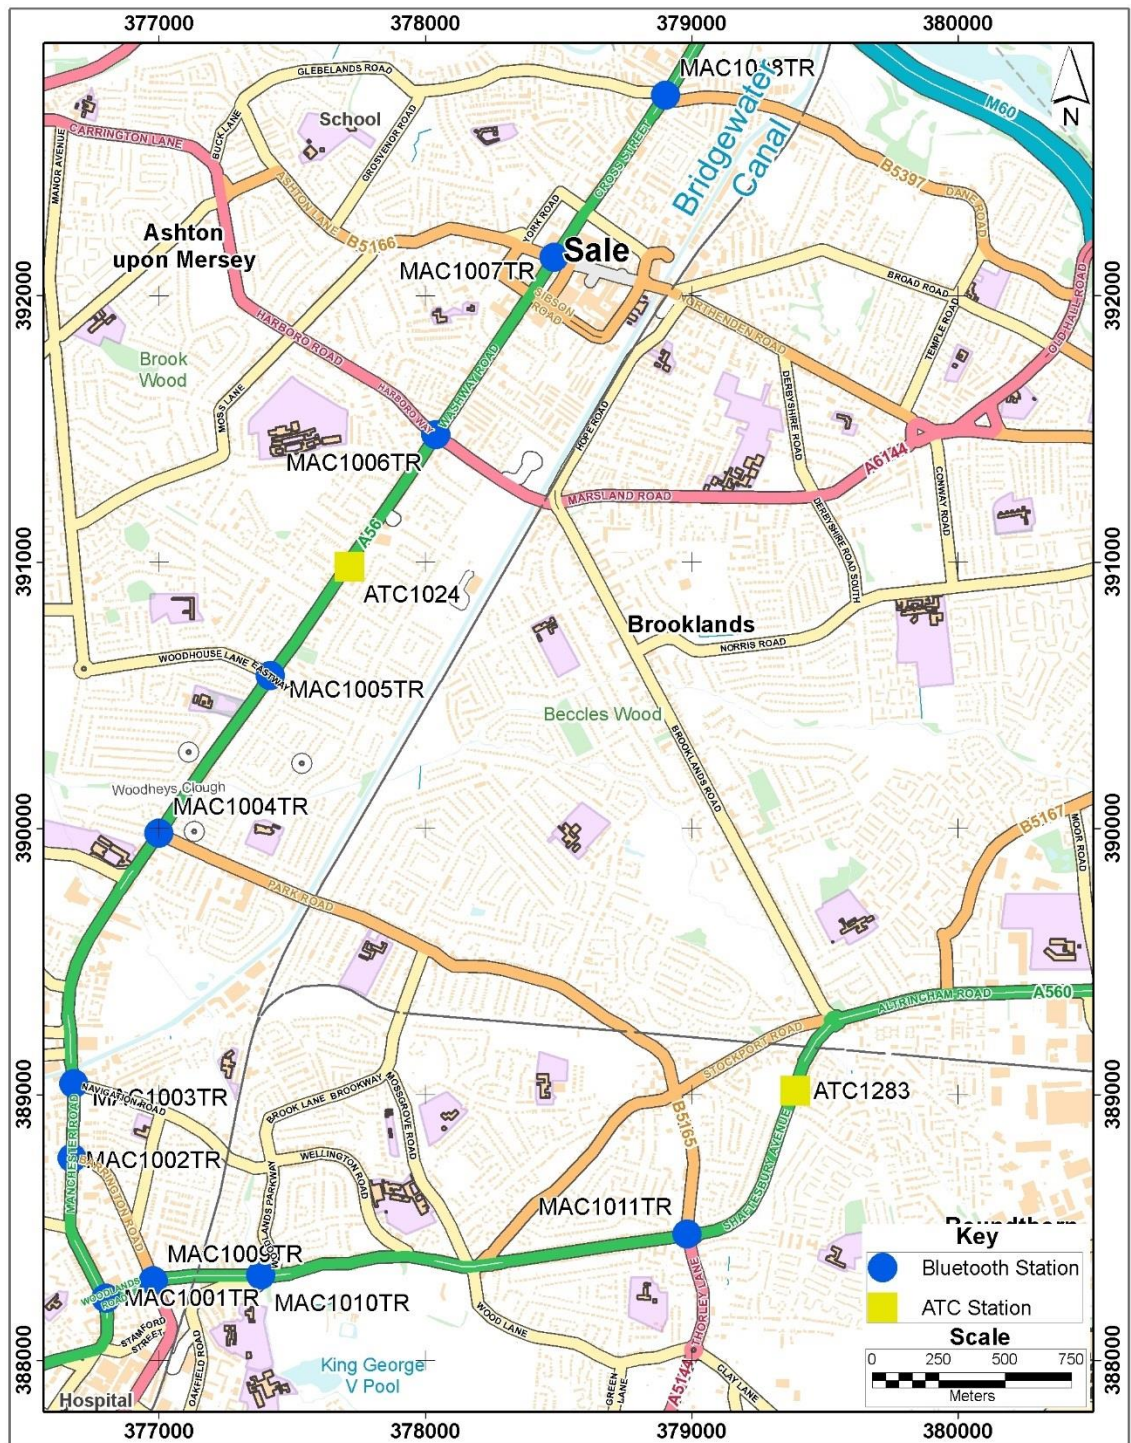 377000
378000
379000
380000
MAC1018TR
GLEBELANDS ROAD
M60
N
School
BUCK LANE
CARRINGTON LANE
GROSVENOR ROAD
CROSS STREET
Bridgewater
Canal
MANOR AVENUE
B5397
DANE ROAD
ASHTON LANE
YORK ROAD
Ashton
upon Mersey
B5166
Sale
MAC1007TR
392000
392000
SIBSON
ROAD
BROAD ROAD
NORTHENDEN ROAD
OLD HALL ROAD
TEMPLE ROAD
HARBORO ROAD
Brook
Wood
WASHWAY ROAD
MOSS LANE
HARBORO WAY
HOPE ROAD
DERBYSHIRE ROAD
MAC1006TR
A6144
MARSLAND ROAD
CONWAY ROAD
A56
DERBYSHIRE ROAD SOUTH
391000
391000
ATC1024
Brooklands
NORRIS ROAD
WOODHOUSE LANE EASTWAY
MAC1005TR
Beccles Wood
BROOKLANDS ROAD
Woodheys Clough
MAC1004TR
390000
390000
B5167
MOOR ROAD
PARK ROAD
ALTRINCHAM ROAD
A560
STOCKPORT ROAD
MAC1003TR
NAVIGATION ROAD
389000
389000
BROOK LANE BROOKWAY
MOSSGROVE ROAD
ATC1283
B5165
MANCHESTER ROAD
MAC1002TR
BARRINGTON ROAD
WELLINGTON ROAD
WOODLANDS PARKWAY
SHAFTESBURY AVENUE
MAC1011TR
MAC1009TR
Roundthorn
WOODLANDS
ROAD
MAC1001TR
MAC1010TR
THORLEY LANE
STAMFORD
STREET
OAKFIELD ROAD
WOOD LANE
King George
V Pool
GREEN
LANE
CLAY LANE
A5144
388000
388000
Hospital
Key
Bluetooth Station
ATC Station
Scale
0 250 500 750
Meters
377000
378000
379000
380000